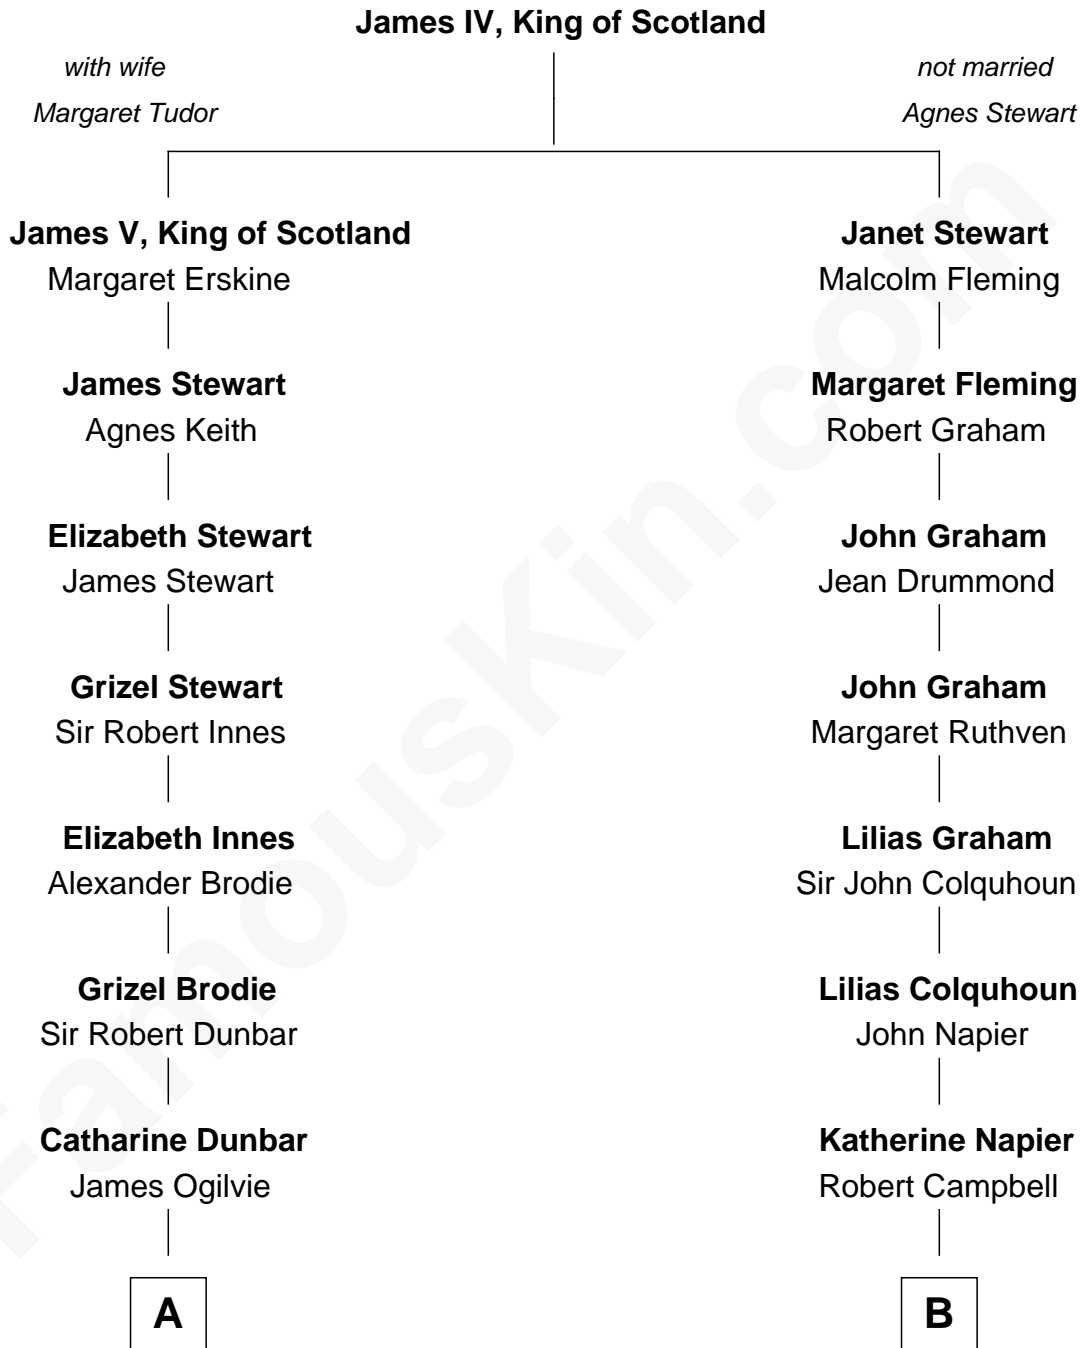 James IV, King of Scotland
with wife
Margaret Tudor
not married
Agnes Stewart
James V, King of Scotland
Margaret Erskine
Janet Stewart
Malcolm Fleming
James Stewart
Agnes Keith
Margaret Fleming
Robert Graham
Elizabeth Stewart
James Stewart
John Graham
Jean Drummond
Grizel Stewart
Sir Robert Innes
John Graham
Margaret Ruthven
Elizabeth Innes
Alexander Brodie
Lilias Graham
Sir John Colquhoun
Grizel Brodie
Sir Robert Dunbar
Lilias Colquhoun
John Napier
Catharine Dunbar
James Ogilvie
Katherine Napier
Robert Campbell
A
B
FamousKin.com